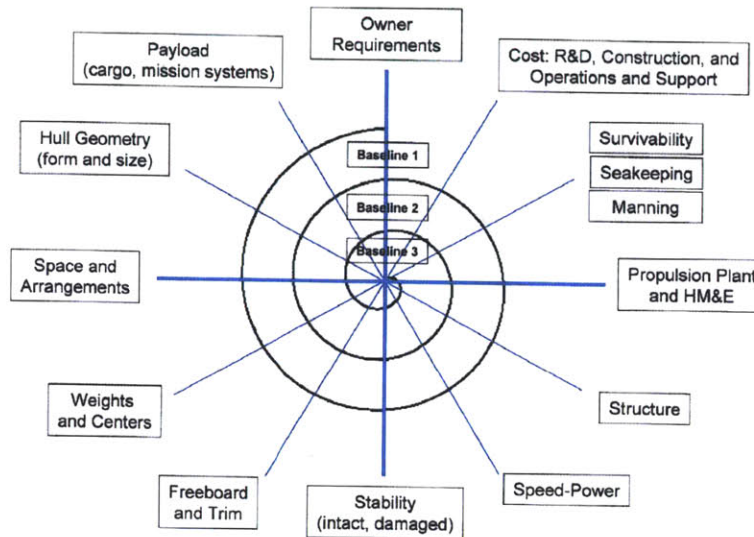 Owner
Requirements
Payload
(cargo, mission systems)
Cost: R&D, Construction, and
Operations and Support
Hull Geometry
(form and size)
Survivability
Seakeeping
Manning
Baseline 1
Baseline 2
Baseline 3
Space and
Arrangements
Propulsion Plant
and HM&E
Weights
and Centers
Structure
Freeboard
and Trim
Stability
(intact, damaged)
Speed-Power